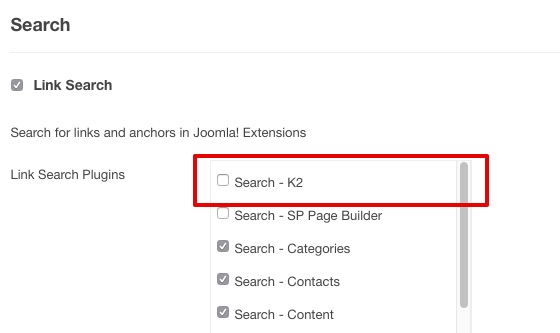 Search
Link Search
Search for links and anchors in Joomla! Extensions
Link Search Plugins
Search - K2
Search - SP Page Builder
Search - Categories
Search - Contacts
Search - Content